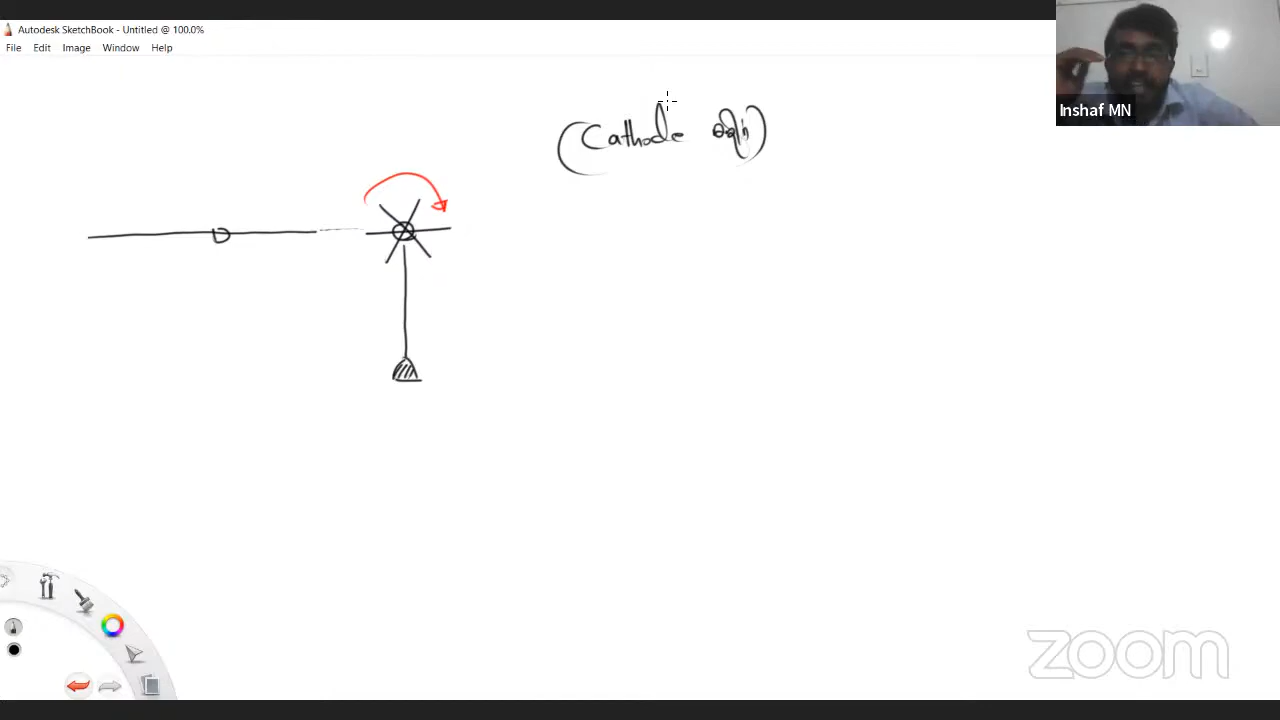 Autodesk SketchBook - Untitled @ 100.0%
File Edit Image Window Help
Inshaf MN
(Cathode
zoom